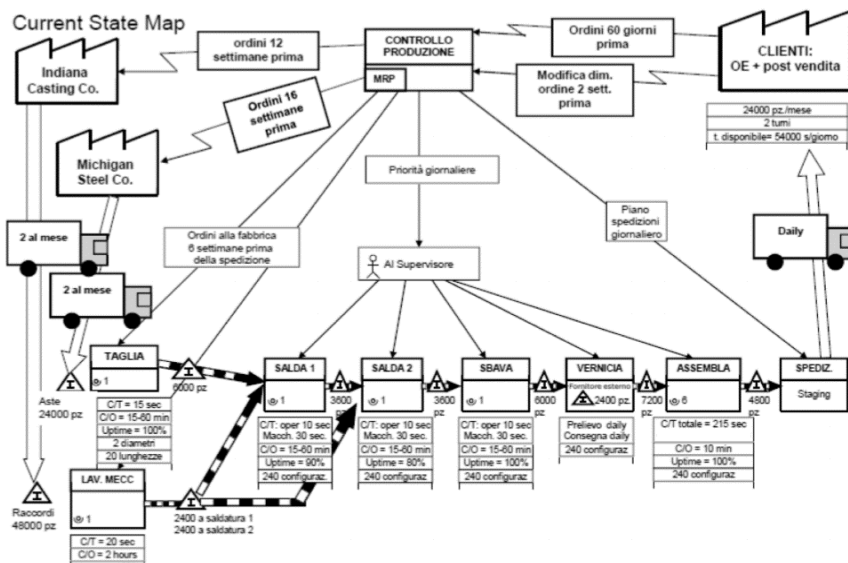 Current State Map
Indiana
Casting Co.
ordini 12
settimane prima
CONTROLLO
PRODUZIONE
MRP
Ordini 60 giorni
prima
Modifica dim.
ordine 2 sett.
prima
CLIENTI:
OE + post vendita
24000 pz./mese
2 turni
t. disponibile= 54000 s/giorno
Ordini 16
settimane
prima
Michigan
Steel Co.
Priorità giornaliere
2 al mese
2 al mese
Ordini alla fabbrica
6 settimane prima
della spedizione
Piano
spedizioni
giornaliero
Daily
Al Supervisore
TAGLIA
1
I
Aste
24000 pz
C/T = 15 sec
C/O = 15-60 min
Uptime = 100%
2 diametri
20 lunghezze
I
6000 pz
SALDA 1
1
C/T: oper 10 sec
Macch. 30 sec.
C/O = 15-60 min
Uptime = 90%
240 configuraz.
I
3600
pz
SALDA 2
1
C/T: oper 10 sec
Macch. 30 sec.
C/O = 15-60 min
Uptime = 80%
240 configuraz.
I
3600
pz
SBAVA
1
C/T: oper 10 sec
Macch. 30 sec.
C/O = 15-60 min
Uptime = 100%
240 configuraz.
I
6000
pz
VERNICIA
Fornitore esterno
I
2400 pz.
Prelievo daily
Consegna daily
240 configuraz
I
7200
pz
ASSEMBLA
6
C/T totale = 215 sec
C/O = 10 min
Uptime = 100%
240 configuraz
I
4800
pz
SPEDIZ.
Staging
I
Raccordi
48000 pz
LAV. MECC
1
C/T = 20 sec
C/O = 2 hours
I
2400 a saldatura 1
2400 a saldatura 2